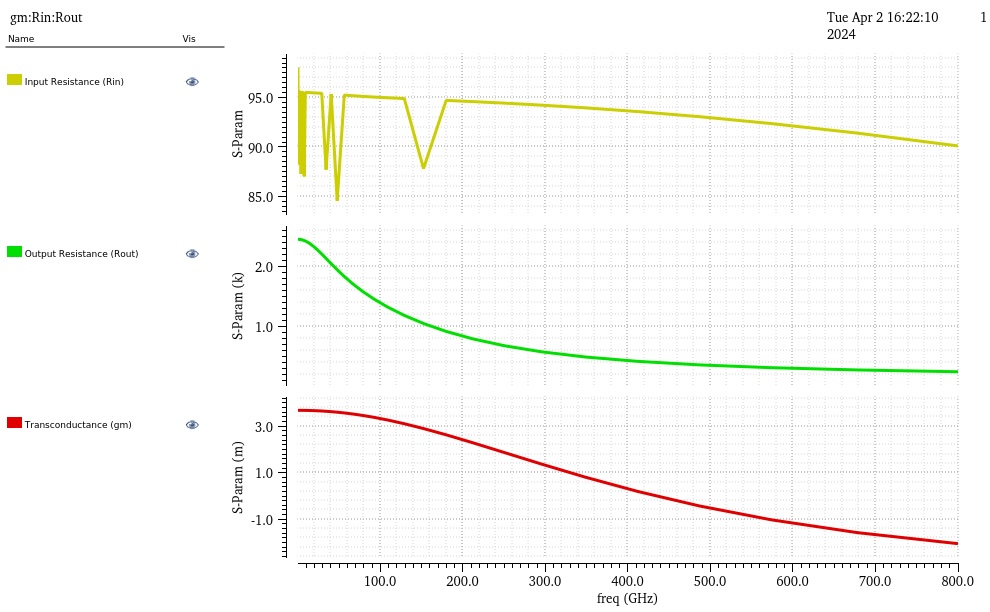 gm:Rin:Rout
Tue Apr 2 16:22:10 2024
1
Name Vis
Input Resistance (Rin)
S-Param
95.0
90.0
85.0
Output Resistance (Rout)
S-Param (k)
2.0
1.0
Transconductance (gm)
S-Param (m)
3.0
1.0
-1.0
100.0 200.0 300.0 400.0 500.0 600.0 700.0 800.0
freq (GHz)